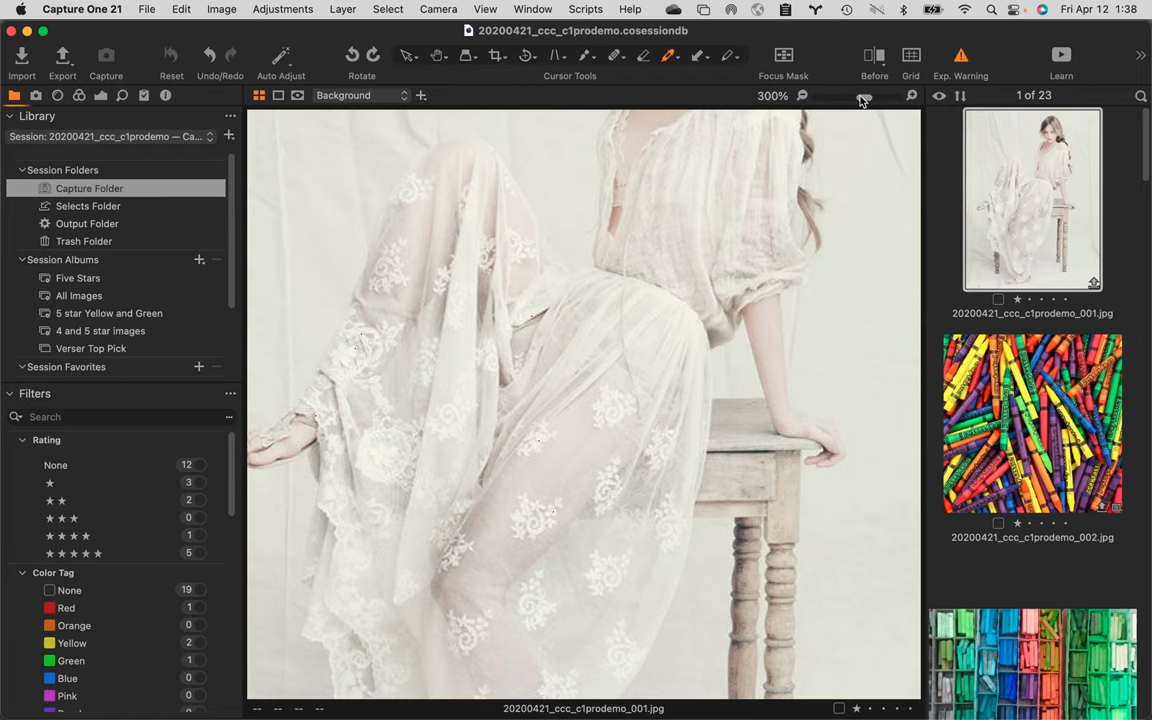 Capture One 21 File Edit Image Adjustments Layer Select Camera View Window Scripts Help Fri Apr 12 1:38
20200421_ccc_c1prodemo.cosessiondb
Import Export Capture Reset Undo/Redo Auto Adjust Rotate Cursor Tools Focus Mask Before Grid Exp. Warning Learn
Background 300% 1 of 23
Library
Session: 20200421_ccc_c1prodemo — Ca...
Session Folders
Capture Folder
Selects Folder
Output Folder
Trash Folder
Session Albums
Five Stars
All Images
5 star Yellow and Green
4 and 5 star images
Verser Top Pick
Session Favorites
Filters
Search
Rating
None 12
★ 3
★ ★ 2
★ ★ ★ 0
★ ★ ★ ★ 1
★ ★ ★ ★ ★ 5
Color Tag
None 19
Red 1
Orange 0
Yellow 2
Green 1
Blue 0
Pink 0
20200421_ccc_c1prodemo_001.jpg
20200421_ccc_c1prodemo_002.jpg
-- -- -- -- 20200421_ccc_c1prodemo_001.jpg